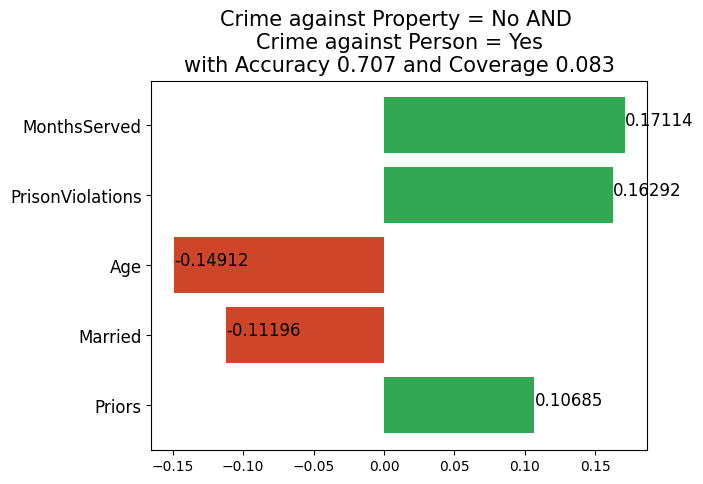 Crime against Property = No AND
Crime against Person = Yes
with Accuracy 0.707 and Coverage 0.083
MonthsServed
0.17114
PrisonViolations
0.16292
Age
-0.14912
Married
-0.11196
Priors
0.10685
−0.15 −0.10 −0.05 0.00 0.05 0.10 0.15